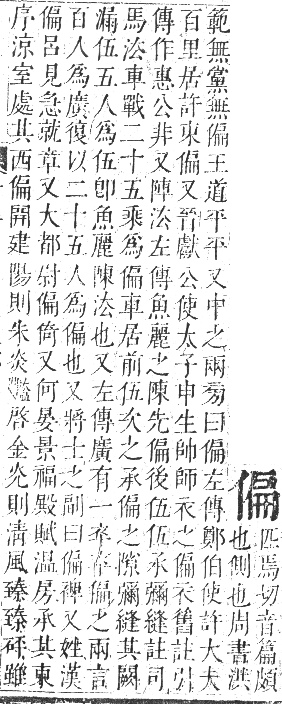 偏 匹焉切音篇頗
也側也周書洪
範無黨無偏王道平平又中之兩旁曰偏左傳鄭伯使許大夫
百里居許東偏又晉獻公使太子申生帥師衣之偏衣舊註引
傳作惠公非又陣法左傳魚麗之陳先偏後伍伍承彌縫註司
馬法車戰二十五乘為偏車居前伍次之承偏之隙彌縫其闕
漏伍五人為伍卽魚麗陳法也又左傳廣有一卒卒偏之兩言
百人為廣復以二十五人為偏也又將士之副曰偏裨又姓漢
偏呂見急就章又大都尉偏倚又何晏景福殿賦溫房承其東
序涼室處其西偏開建陽則朱炎豔啓金光則清風臻臻砰雖